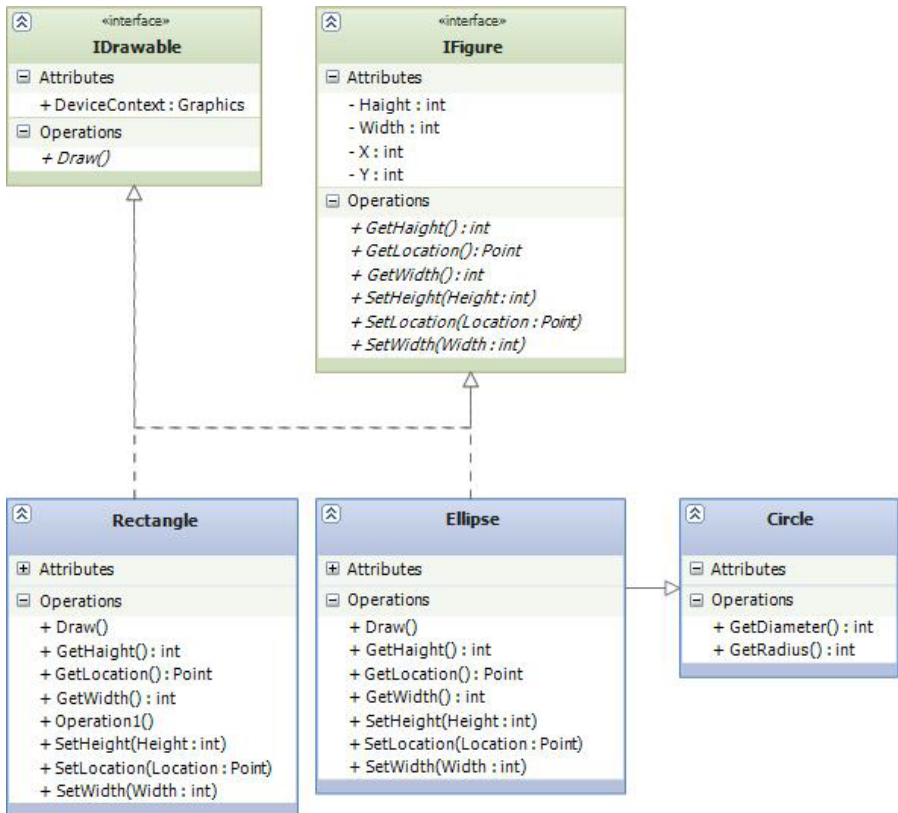 «interface»
IDrawable
Attributes
+ DeviceContext : Graphics
Operations
+ Draw()
«interface»
IFigure
Attributes
- Haight : int
- Width : int
- X : int
- Y : int
Operations
+ GetHaight() : int
+ GetLocation() : Point
+ GetWidth() : int
+ SetHeight(Height : int)
+ SetLocation(Location : Point)
+ SetWidth(Width : int)
Rectangle
Attributes
Operations
+ Draw()
+ GetHaight() : int
+ GetLocation() : Point
+ GetWidth() : int
+ Operation1()
+ SetHeight(Height : int)
+ SetLocation(Location : Point)
+ SetWidth(Width : int)
Ellipse
Attributes
Operations
+ Draw()
+ GetHaight() : int
+ GetLocation() : Point
+ GetWidth() : int
+ SetHeight(Height : int)
+ SetLocation(Location : Point)
+ SetWidth(Width : int)
Circle
Attributes
Operations
+ GetDiameter() : int
+ GetRadius() : int